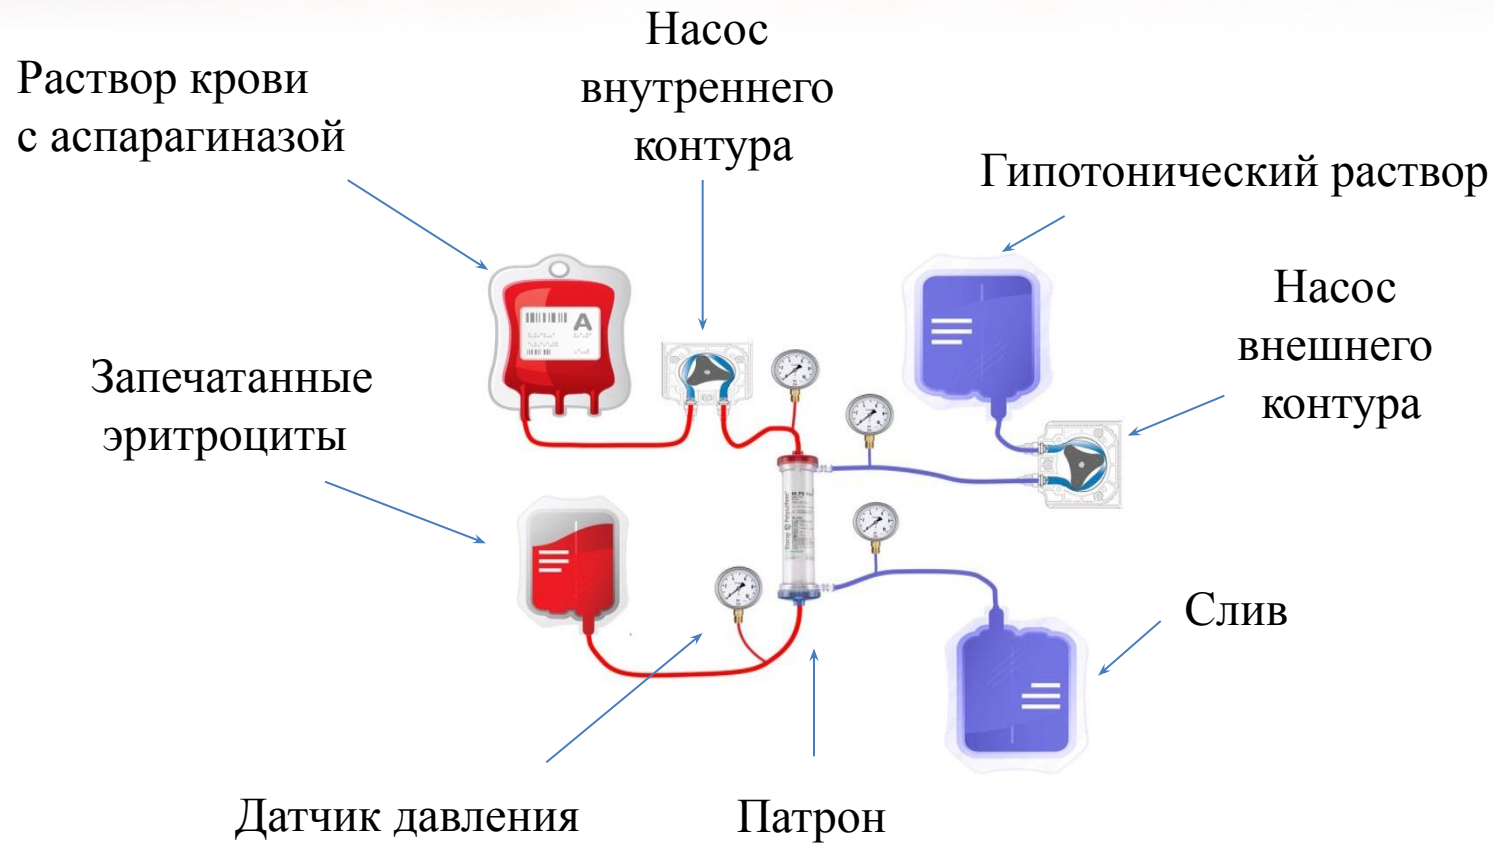 Насос
внутреннего
контура
Раствор крови
с аспарагиназой
Гипотонический раствор
Насос
внешнего
контура
A
Запечатанные
эритроциты
Слив
Датчик давления
Патрон